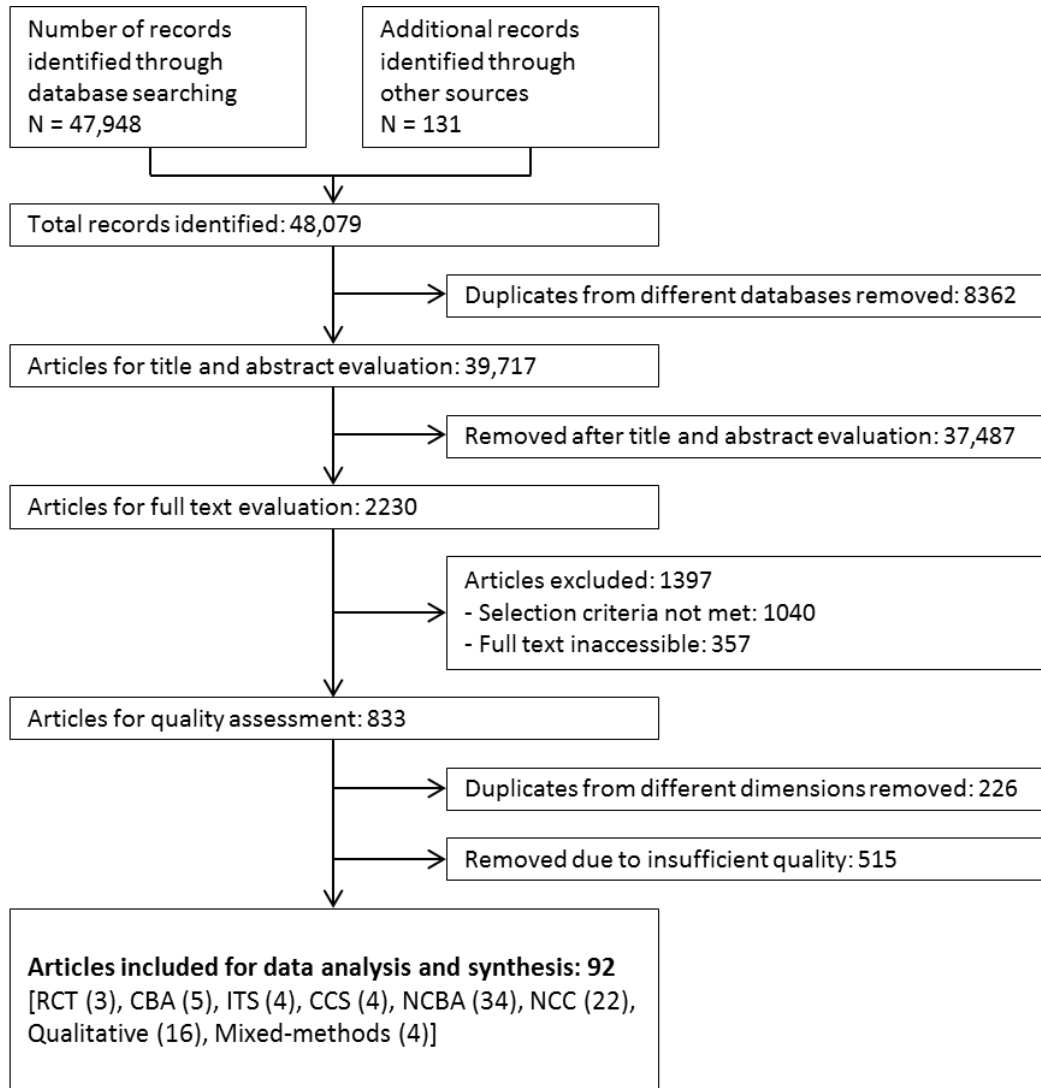 Number of records
identified through
database searching
N = 47,948
Additional records
identified through
other sources
N = 131
Total records identified: 48,079
Duplicates from different databases removed: 8362
Articles for title and abstract evaluation: 39,717
Removed after title and abstract evaluation: 37,487
Articles for full text evaluation: 2230
Articles excluded: 1397
- Selection criteria not met: 1040
- Full text inaccessible: 357
Articles for quality assessment: 833
Duplicates from different dimensions removed: 226
Removed due to insufficient quality: 515
Articles included for data analysis and synthesis: 92
[RCT (3), CBA (5), ITS (4), CCS (4), NCBA (34), NCC (22),
Qualitative (16), Mixed-methods (4)]